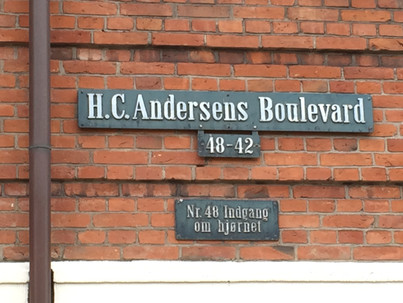 H.C. Andersens Boulevard
48-42
Nr. 48 Indgang
om hjørnet